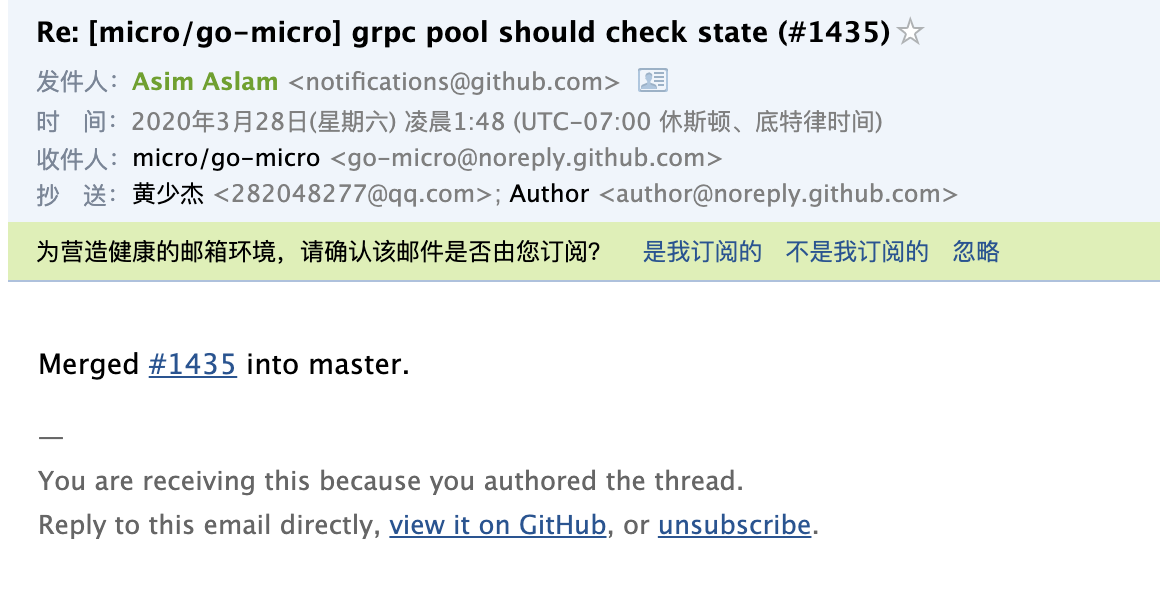 Re: [micro/go-micro] grpc pool should check state (#1435)☆
发件人：Asim Aslam <notifications@github.com>
时　间：2020年3月28日(星期六) 凌晨1:48 (UTC-07:00 休斯顿、底特律时间)
收件人：micro/go-micro <go-micro@noreply.github.com>
抄　送：黄少杰 <282048277@qq.com>; Author <author@noreply.github.com>
为营造健康的邮箱环境，请确认该邮件是否由您订阅？ 是我订阅的 不是我订阅的 忽略
Merged #1435 into master.
—
You are receiving this because you authored the thread.
Reply to this email directly, view it on GitHub, or unsubscribe.